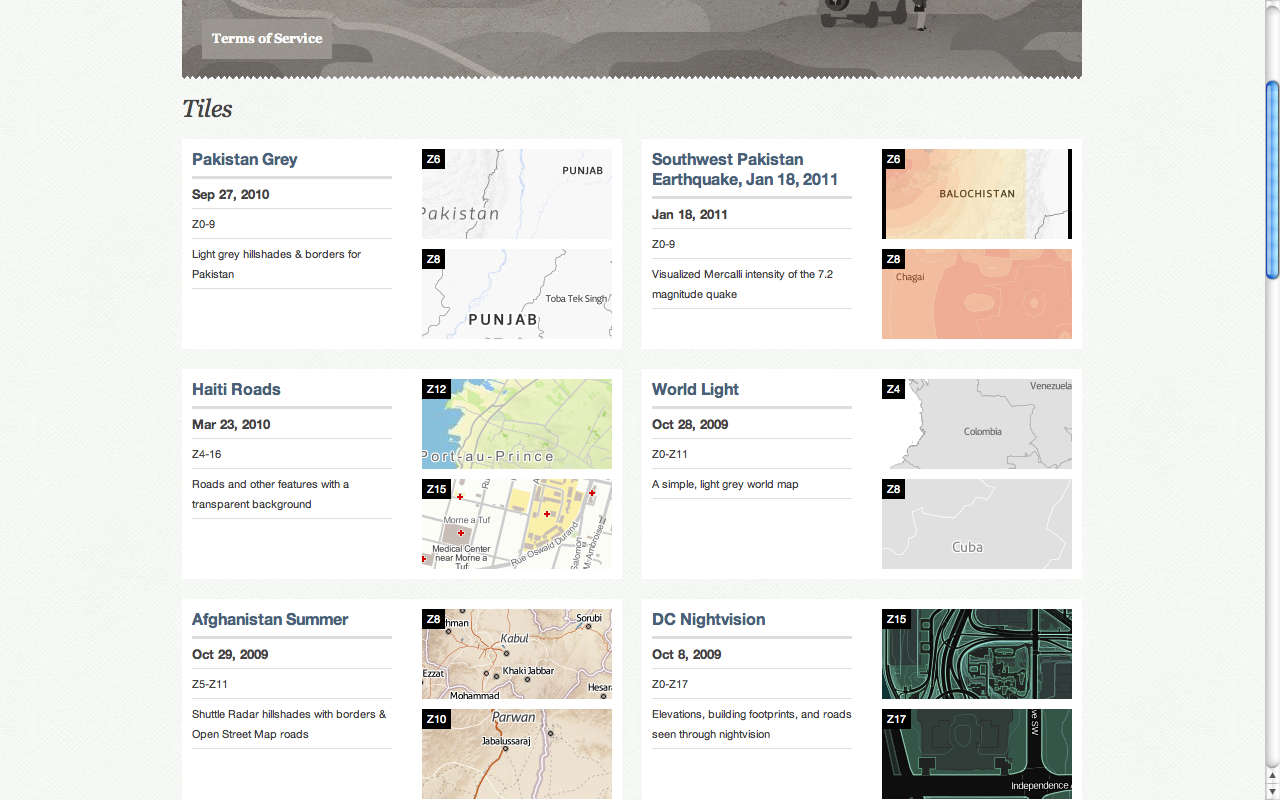 Terms of Service
Tiles
Pakistan Grey
Sep 27, 2010
Z0-9
Light grey hillshades & borders for
Pakistan
Z6
PUNJAB
Pakistan
Z8
Toba Tek Singh
PUNJAB
Southwest Pakistan
Earthquake, Jan 18, 2011
Jan 18, 2011
Z0-9
Visualized Mercalli intensity of the 7.2
magnitude quake
Z6
BALOCHISTAN
Z8
Chagai
Haiti Roads
Mar 23, 2010
Z4-16
Roads and other features with a
transparent background
Z12
Port-au-Prince
Z15
Ru
A
Morne a Tuf
Medical Center
near Morne a
Tuf
Rue Oswald Durand
Salomon
M. Ambroise
World Light
Oct 28, 2009
Z0-Z11
A simple, light grey world map
Z4
Venezuela
Colombia
Z8
Cuba
Afghanistan Summer
Oct 29, 2009
Z5-Z11
Shuttle Radar hillshades with borders &
Open Street Map roads
Z8
hman
Sorubi
Kabul
Ezzat
Khaki Jabbar
Hesara
Mohammad
Z10
Parwan
Jabalussaraj
DC Nightvision
Oct 8, 2009
Z0-Z17
Elevations, building footprints, and roads
seen through nightvision
Z15
Z17
ve SW
Independence A